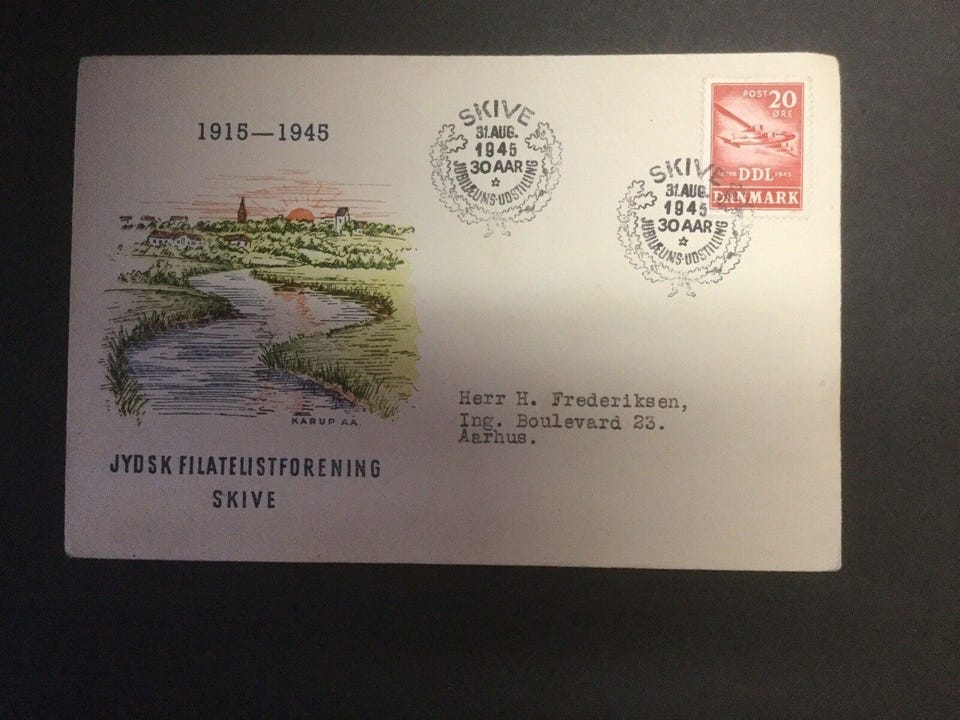 1915—1945
SKIVE
31.AUG.
1945
30 AAR
JUBILÆUMS-UDSTILLING
POST 20
ØRE
DDL 1943
DANMARK
SKIVE
31.AUG.
1945
30 AAR
JUBILÆUMS-UDSTILLING
KARUP AA.
Herr H. Frederiksen,
Ing. Boulevard 23.
Aarhus.
JYDSK FILATELISTFORENING
SKIVE